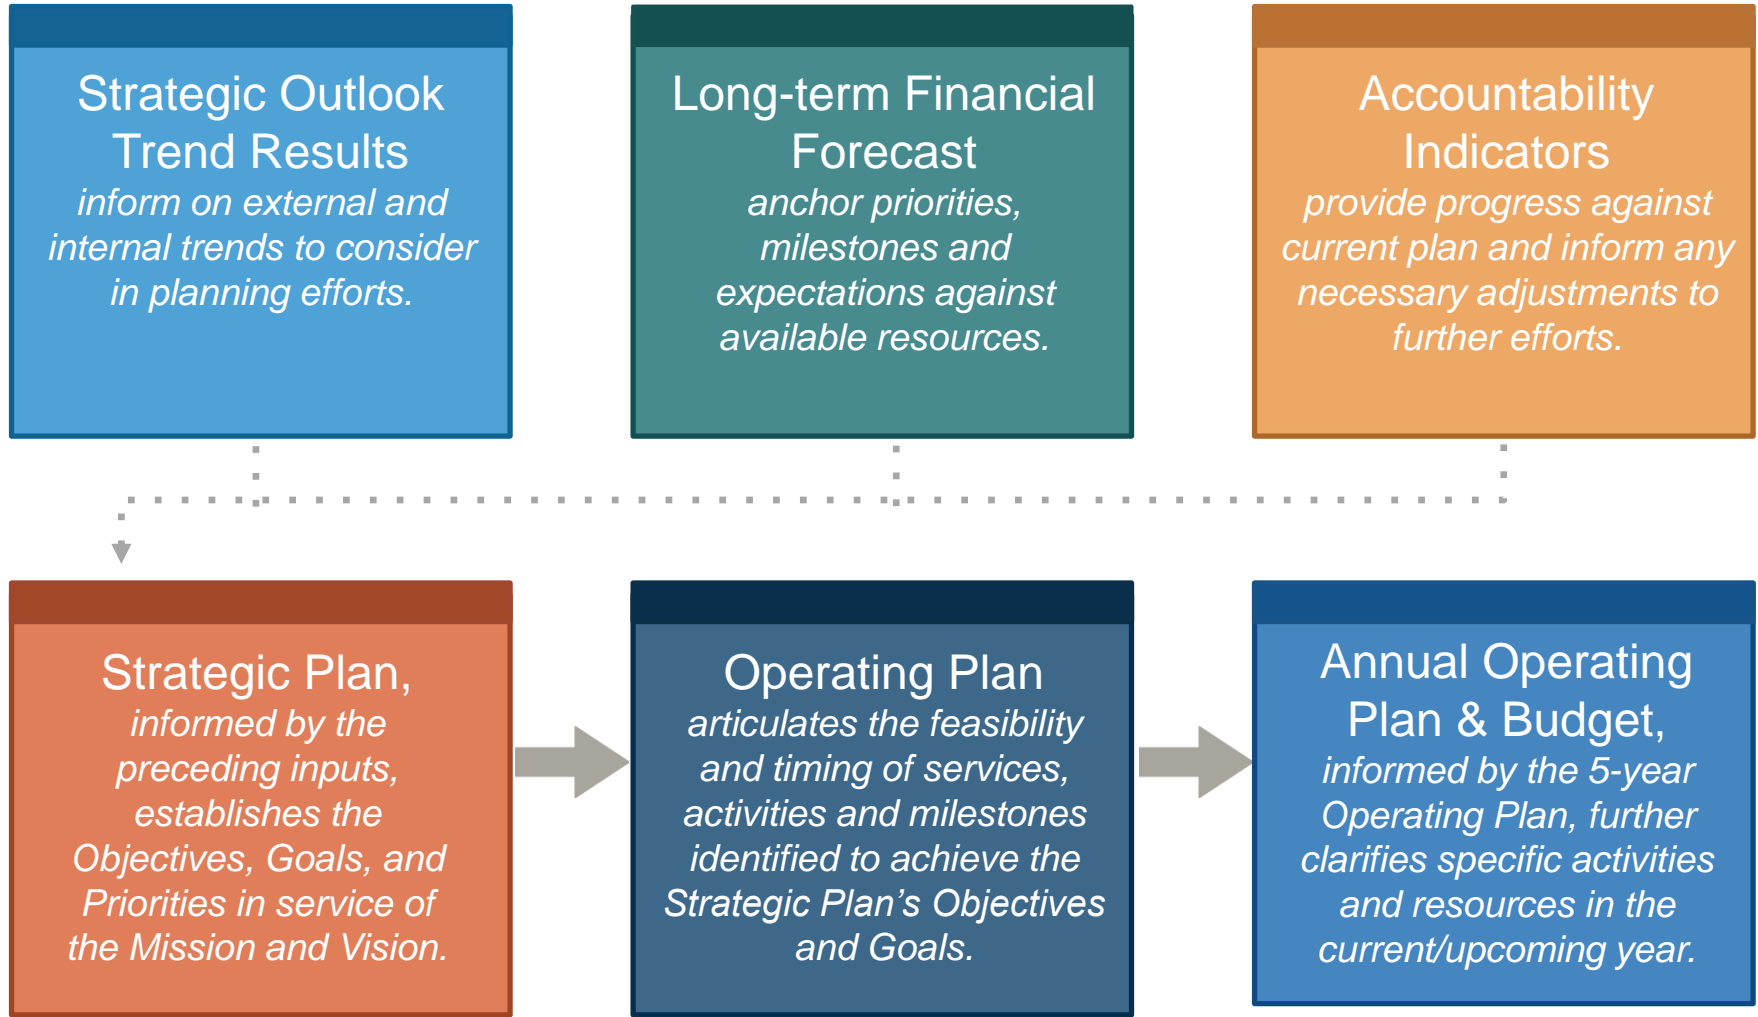 Strategic Outlook
Trend Results
inform on external and
internal trends to consider
in planning efforts.
Long-term Financial
Forecast
anchor priorities,
milestones and
expectations against
available resources.
Accountability
Indicators
provide progress against
current plan and inform any
necessary adjustments to
further efforts.
Strategic Plan,
informed by the
preceding inputs,
establishes the
Objectives, Goals, and
Priorities in service of
the Mission and Vision.
Operating Plan
articulates the feasibility
and timing of services,
activities and milestones
identified to achieve the
Strategic Plan’s Objectives
and Goals.
Annual Operating
Plan & Budget,
informed by the 5-year
Operating Plan, further
clarifies specific activities
and resources in the
current/upcoming year.